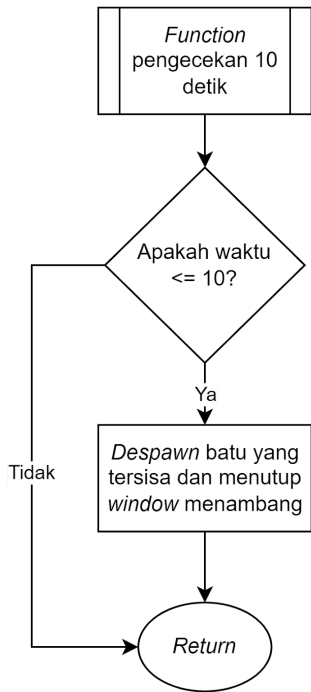 Function
pengecekan 10
detik
Apakah waktu
<= 10?
Ya
Despawn batu yang
tersisa dan menutup
window menambang
Tidak
Return